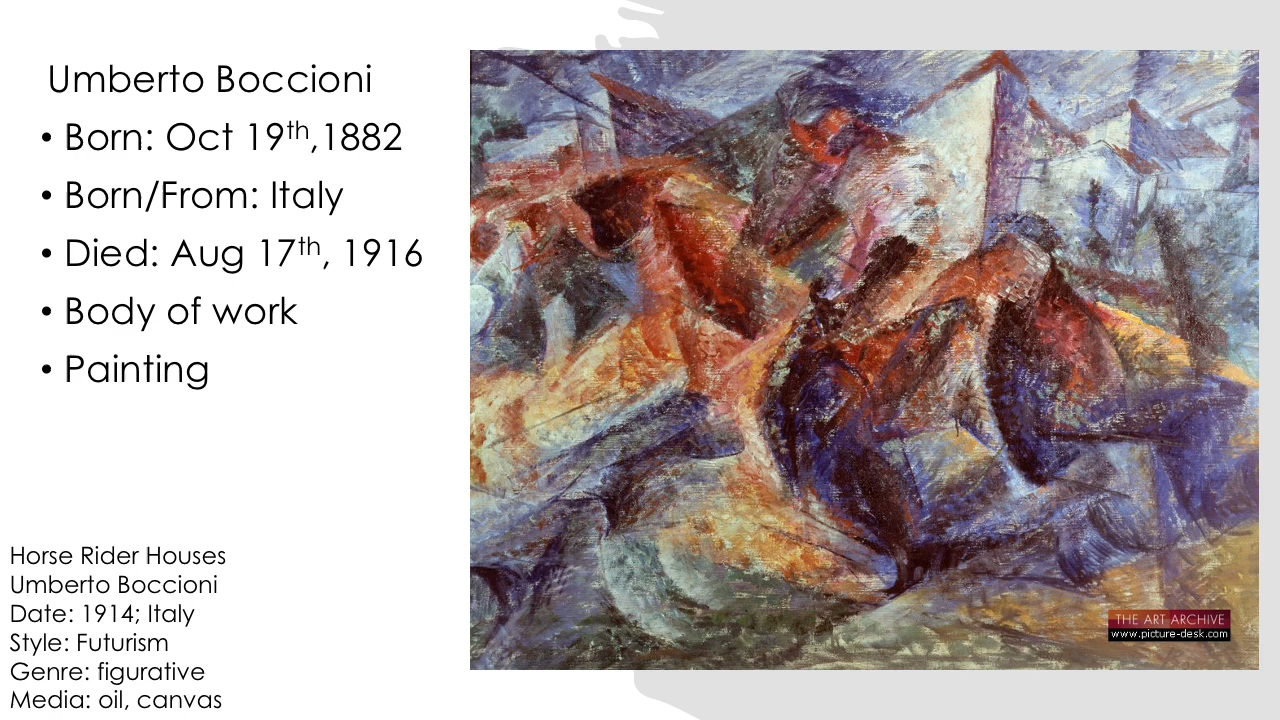 Umberto Boccioni
• Born: Oct 19th,1882
• Born/From: Italy
• Died: Aug 17th, 1916
• Body of work
• Painting
Horse Rider Houses
Umberto Boccioni
Date: 1914; Italy
Style: Futurism
Genre: figurative
Media: oil, canvas
THE ART ARCHIVE
www.picture-desk.com